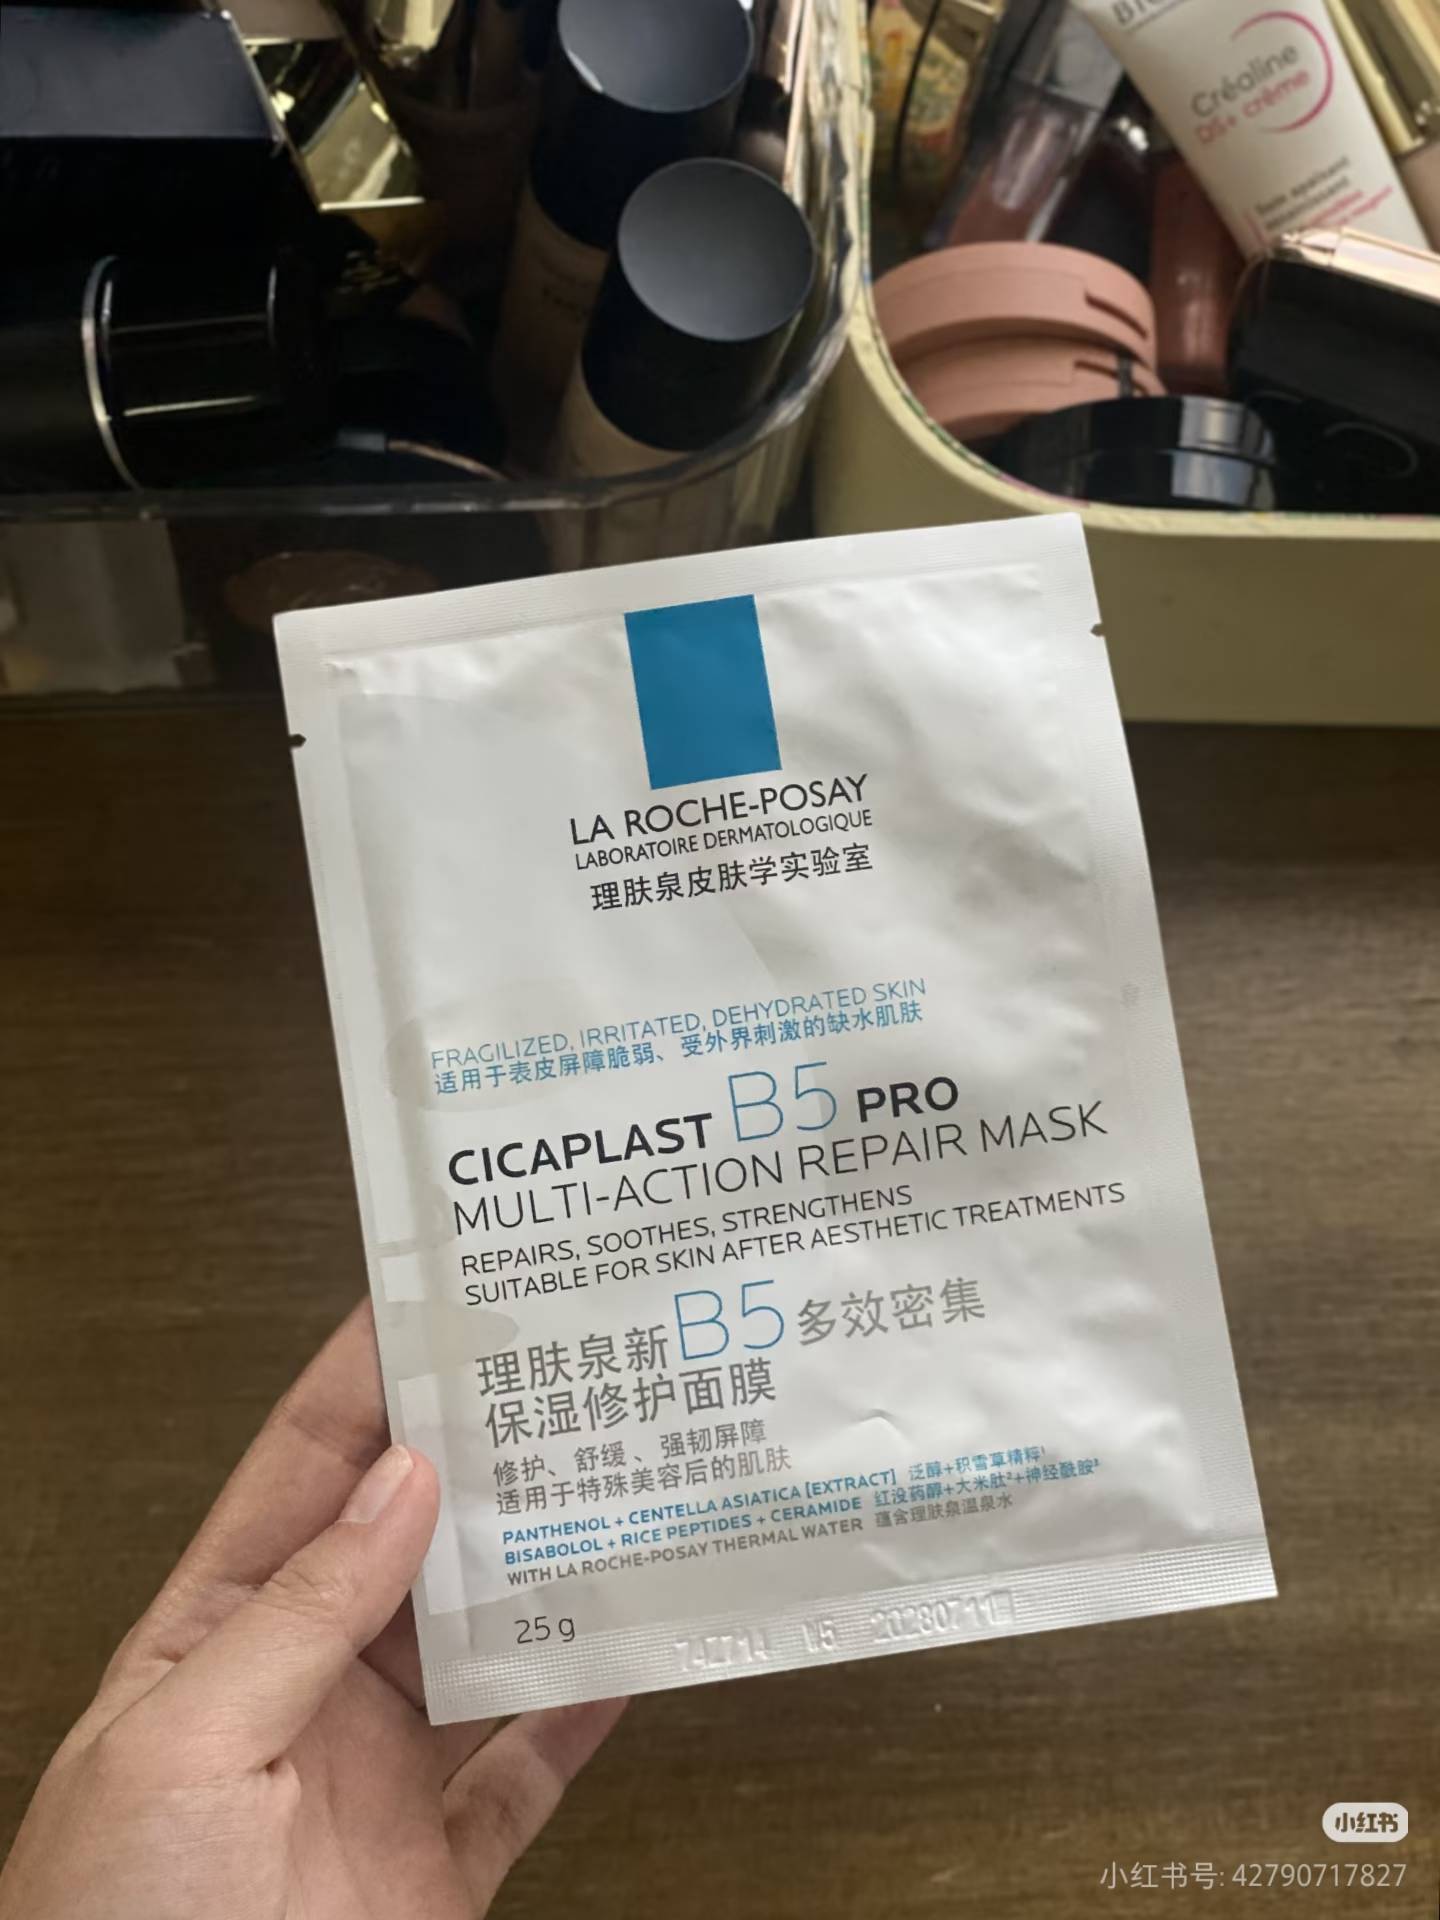 Créaline
DS+ crème
LA ROCHE-POSAY
LABORATOIRE DERMATOLOGIQUE
理肤泉皮肤学实验室
FRAGILIZED, IRRITATED, DEHYDRATED SKIN
适用于表皮屏障脆弱、受外界刺激的缺水肌肤
CICAPLAST B5 PRO
MULTI-ACTION REPAIR MASK
REPAIRS, SOOTHES, STRENGTHENS
SUITABLE FOR SKIN AFTER AESTHETIC TREATMENTS
理肤泉新B5多效密集
保湿修护面膜
修护、舒缓、强韧屏障
适用于特殊美容后的肌肤
PANTHENOL + CENTELLA ASIATICA [EXTRACT] 泛醇+积雪草精粹¹
BISABOLOL + RICE PEPTIDES + CERAMIDE 红没药醇+大米肽²+神经酰胺³
WITH LA ROCHE-POSAY THERMAL WATER 蕴含理肤泉温泉水
25 g
小红书
小红书号: 42790717827